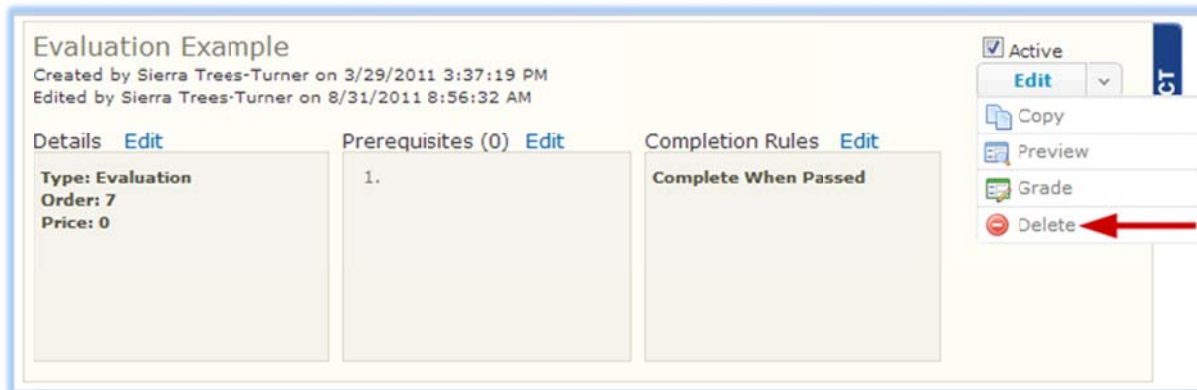 Evaluation Example
Created by Sierra Trees-Turner on 3/29/2011 3:37:19 PM
Edited by Sierra Trees-Turner on 8/31/2011 8:56:32 AM
Active
Edit
Copy
Preview
Grade
Delete
Details Edit
Type: Evaluation
Order: 7
Price: 0
Prerequisites (0) Edit
1.
Completion Rules Edit
Complete When Passed
CT